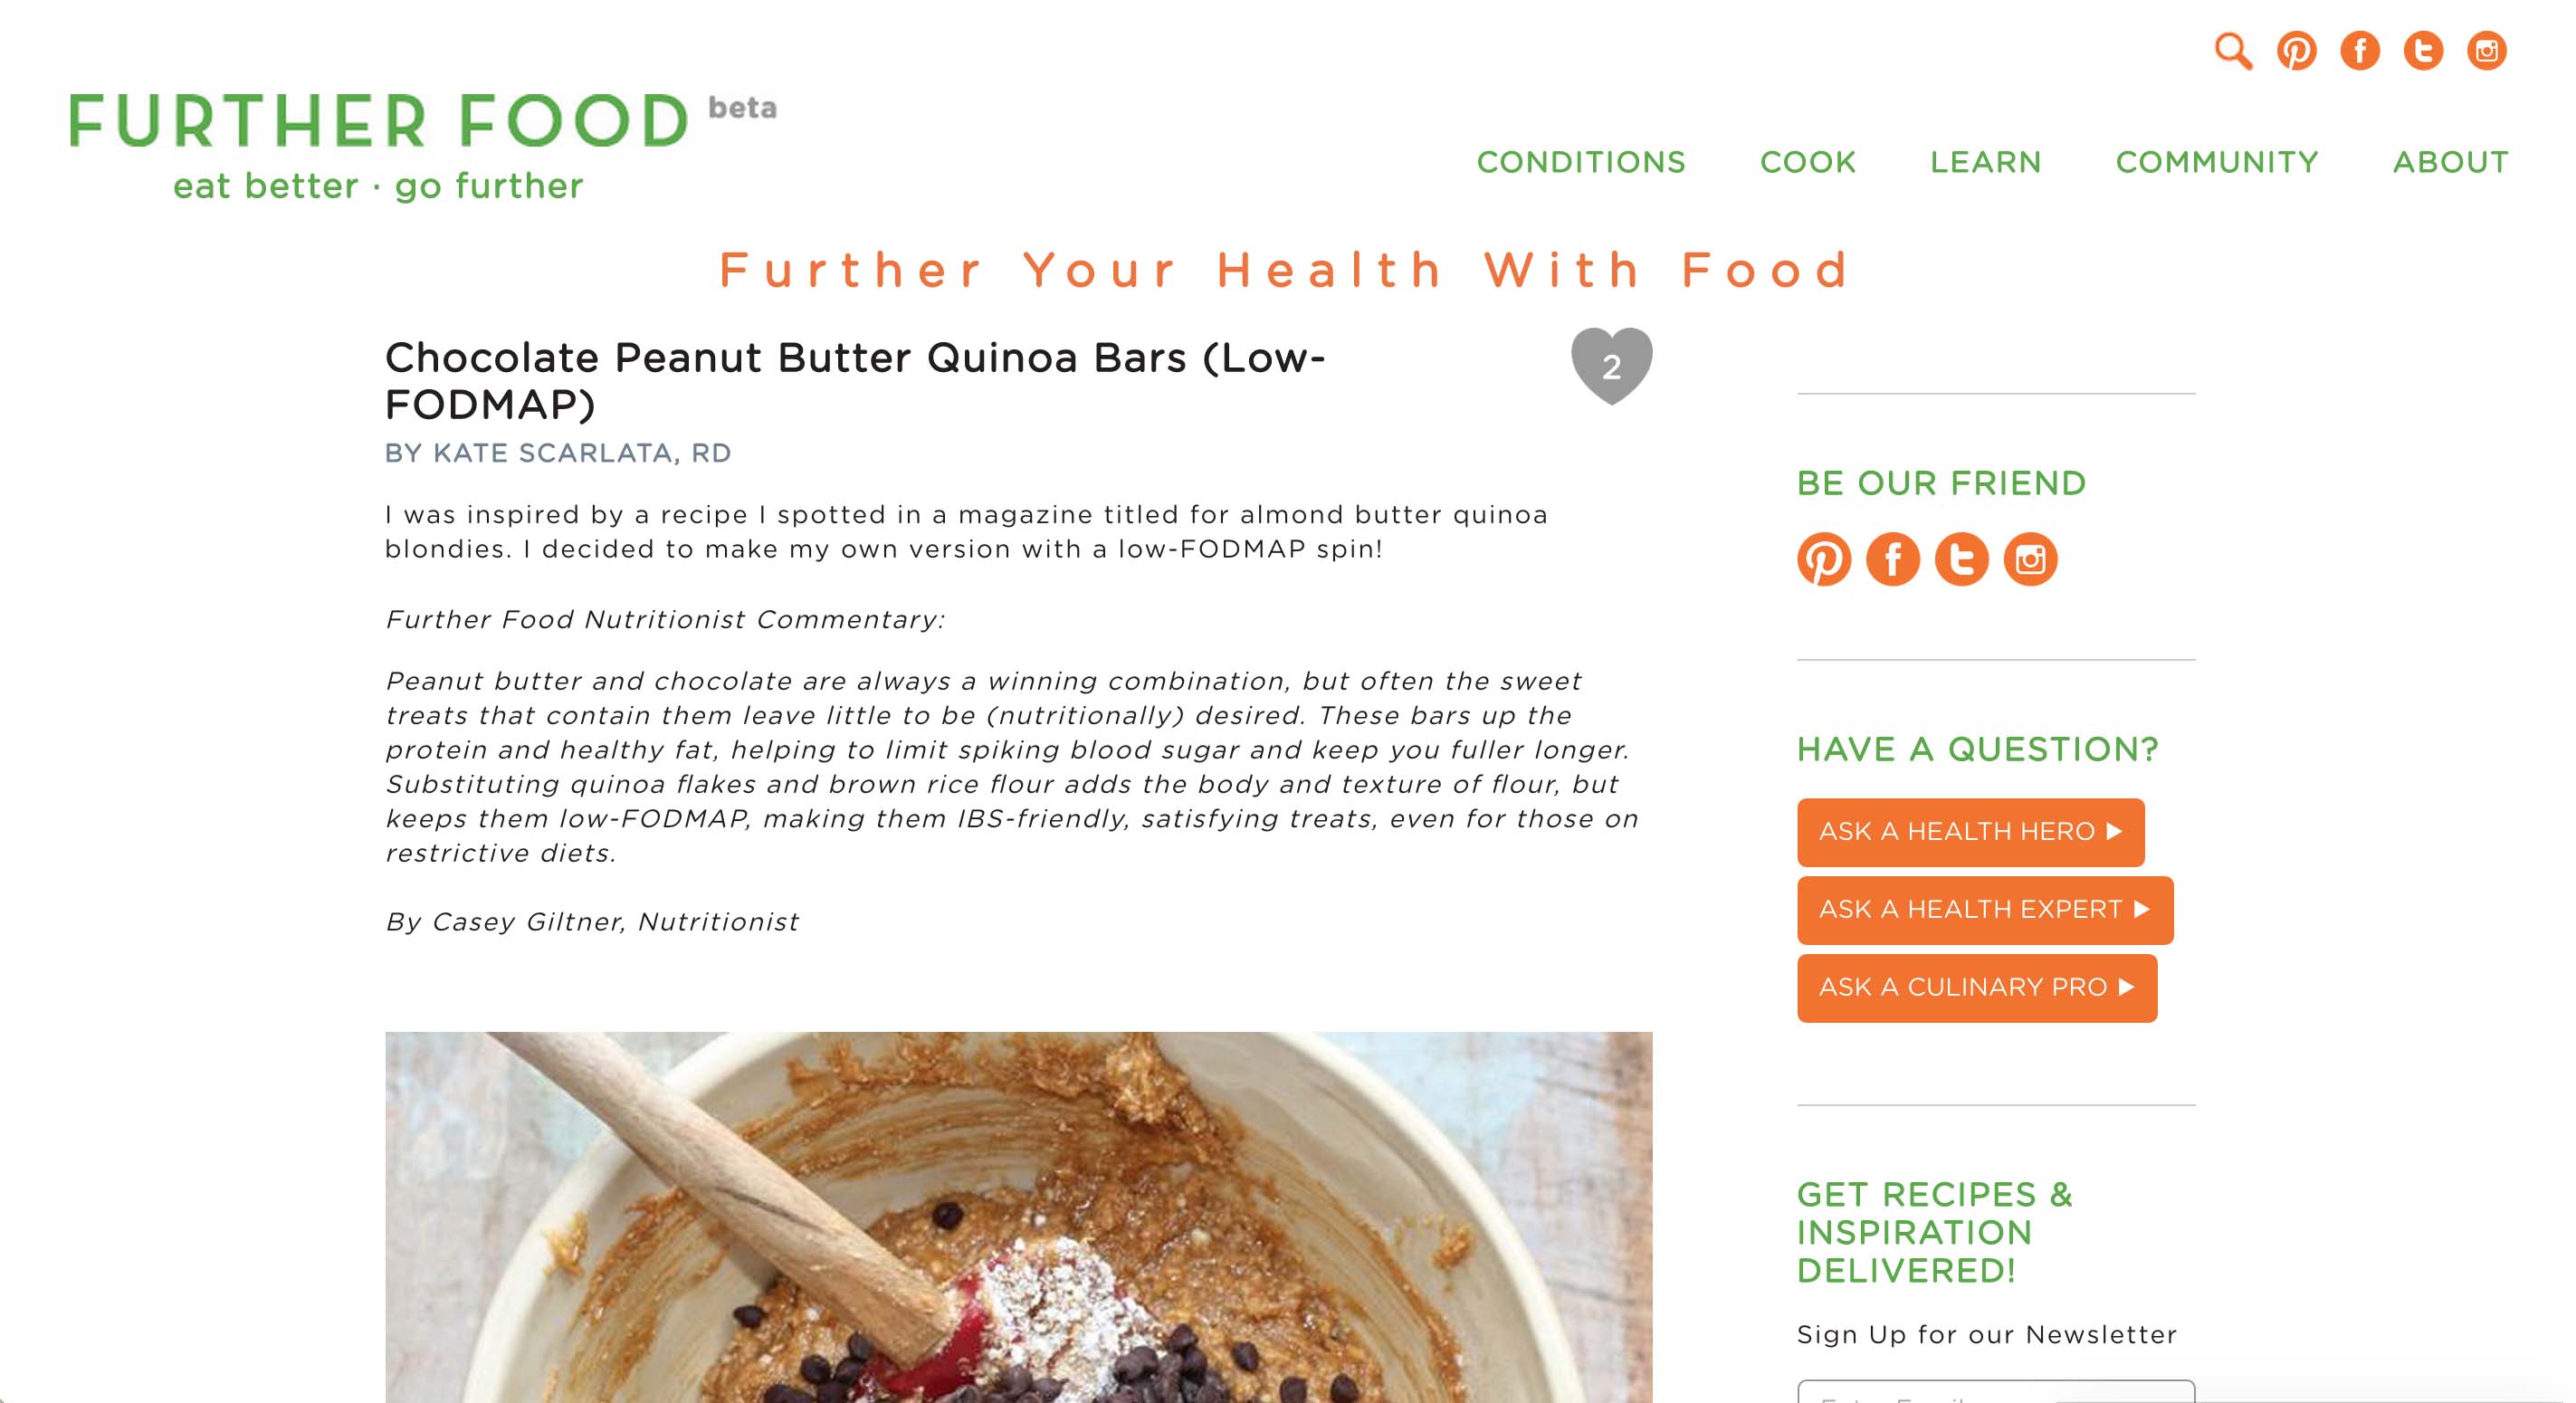 FURTHER FOOD beta
eat better · go further
CONDITIONS COOK LEARN COMMUNITY ABOUT
Further Your Health With Food
Chocolate Peanut Butter Quinoa Bars (Low-
FODMAP)
2
BY KATE SCARLATA, RD
I was inspired by a recipe I spotted in a magazine titled for almond butter quinoa
blondies. I decided to make my own version with a low-FODMAP spin!
Further Food Nutritionist Commentary:
Peanut butter and chocolate are always a winning combination, but often the sweet
treats that contain them leave little to be (nutritionally) desired. These bars up the
protein and healthy fat, helping to limit spiking blood sugar and keep you fuller longer.
Substituting quinoa flakes and brown rice flour adds the body and texture of flour, but
keeps them low-FODMAP, making them IBS-friendly, satisfying treats, even for those on
restrictive diets.
By Casey Giltner, Nutritionist
BE OUR FRIEND
HAVE A QUESTION?
ASK A HEALTH HERO ▶
ASK A HEALTH EXPERT ▶
ASK A CULINARY PRO ▶
GET RECIPES &
INSPIRATION
DELIVERED!
Sign Up for our Newsletter